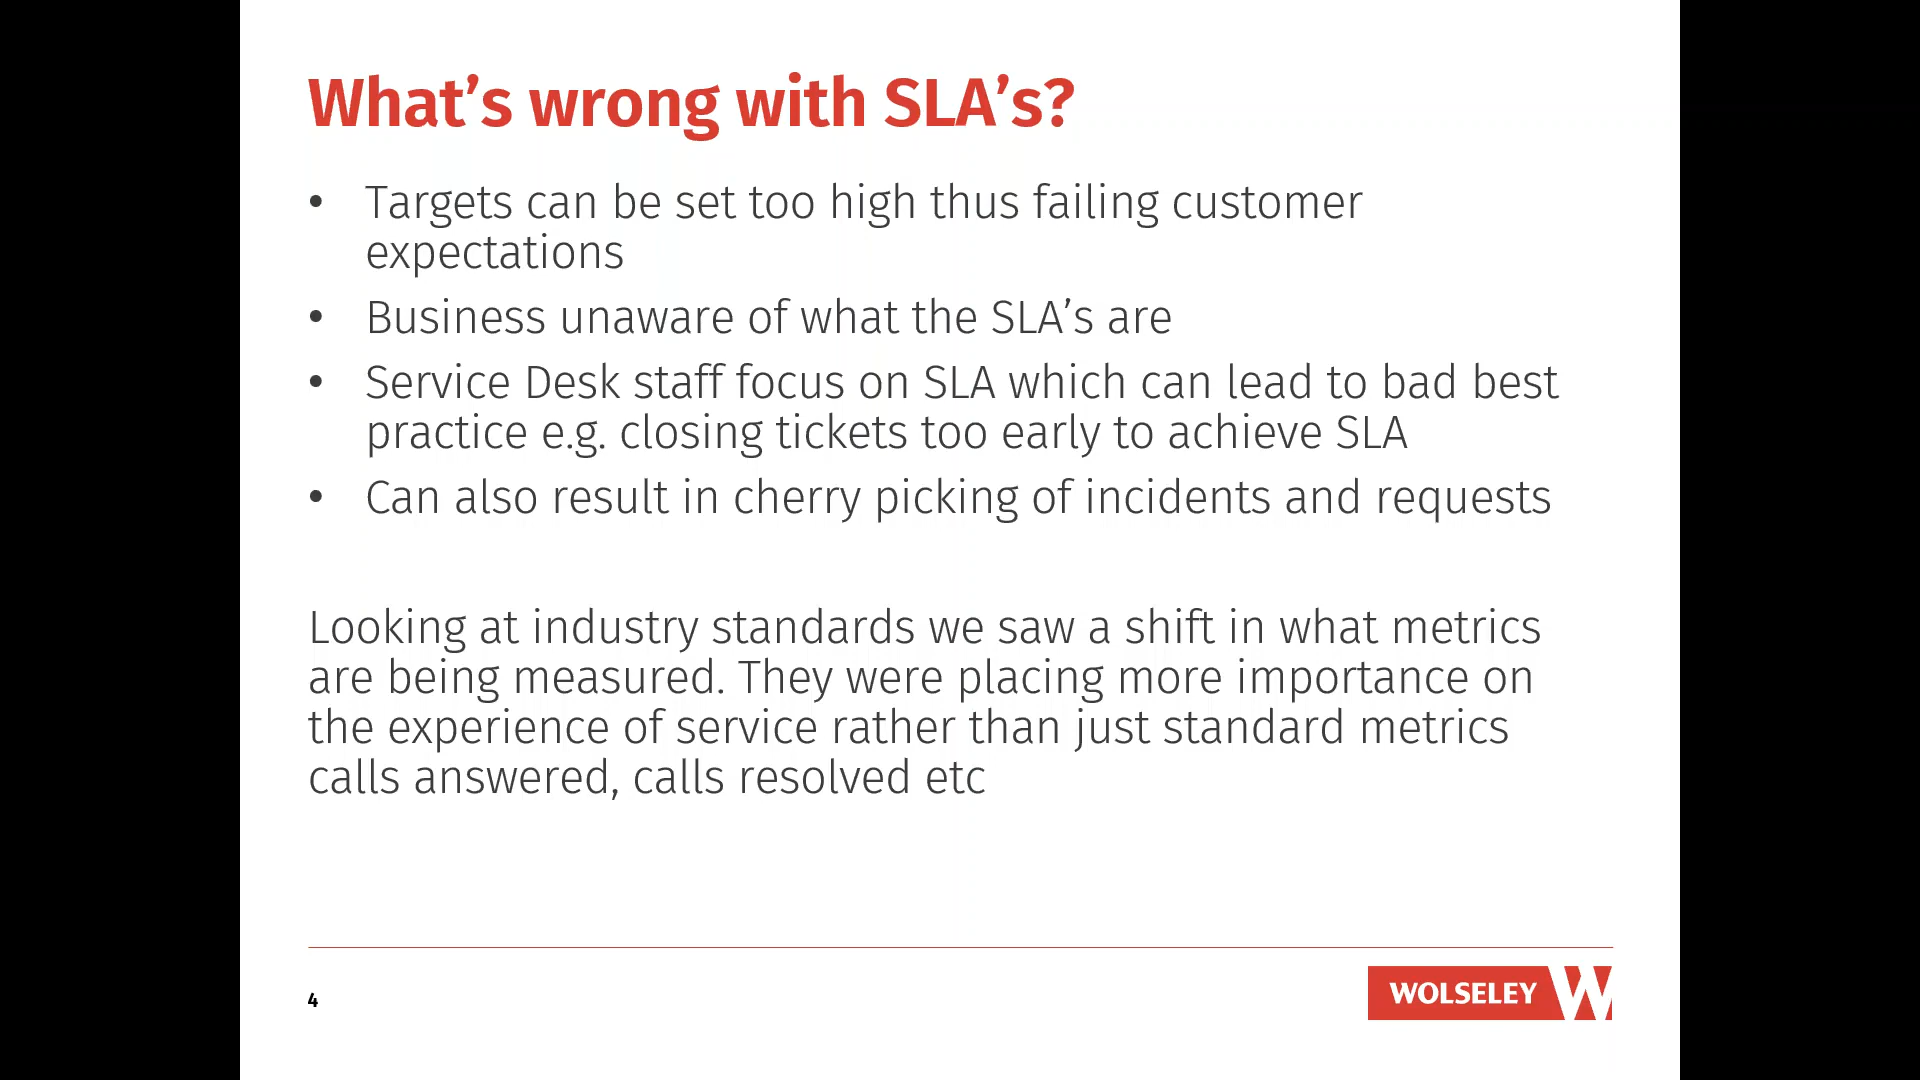 What’s wrong with SLA’s?
• Targets can be set too high thus failing customer
expectations
• Business unaware of what the SLA’s are
• Service Desk staff focus on SLA which can lead to bad best
practice e.g. closing tickets too early to achieve SLA
• Can also result in cherry picking of incidents and requests
Looking at industry standards we saw a shift in what metrics
are being measured. They were placing more importance on
the experience of service rather than just standard metrics
calls answered, calls resolved etc
4
WOLSELEY W